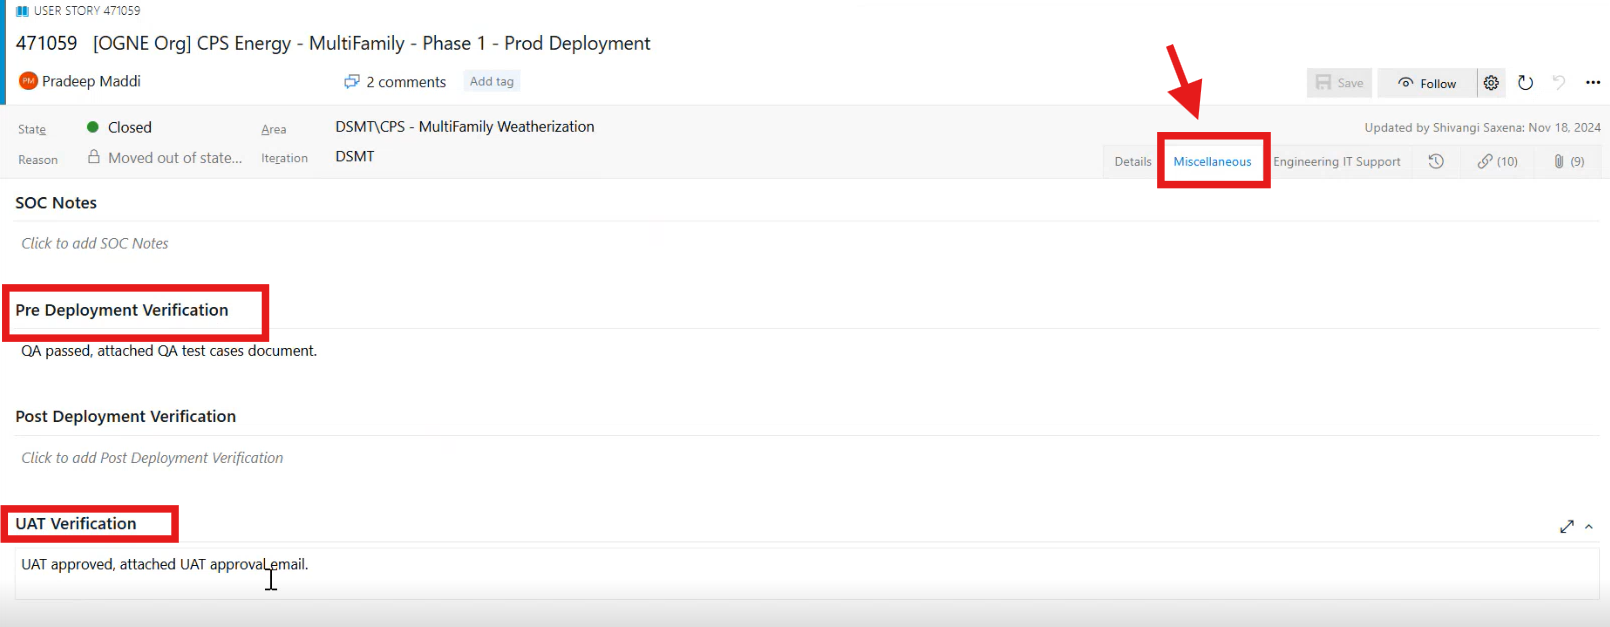 USER STORY 471059
471059 [OGNE Org] CPS Energy - MultiFamily - Phase 1 - Prod Deployment
PM Pradeep Maddi 2 comments Add tag Save Follow
State Closed Area DSMT\CPS - MultiFamily Weatherization Updated by Shivangi Saxena: Nov 18, 2024
Reason Moved out of state... Iteration DSMT Details Miscellaneous Engineering IT Support (10) (9)
SOC Notes
Click to add SOC Notes
Pre Deployment Verification
QA passed, attached QA test cases document.
Post Deployment Verification
Click to add Post Deployment Verification
UAT Verification
UAT approved, attached UAT approval email.